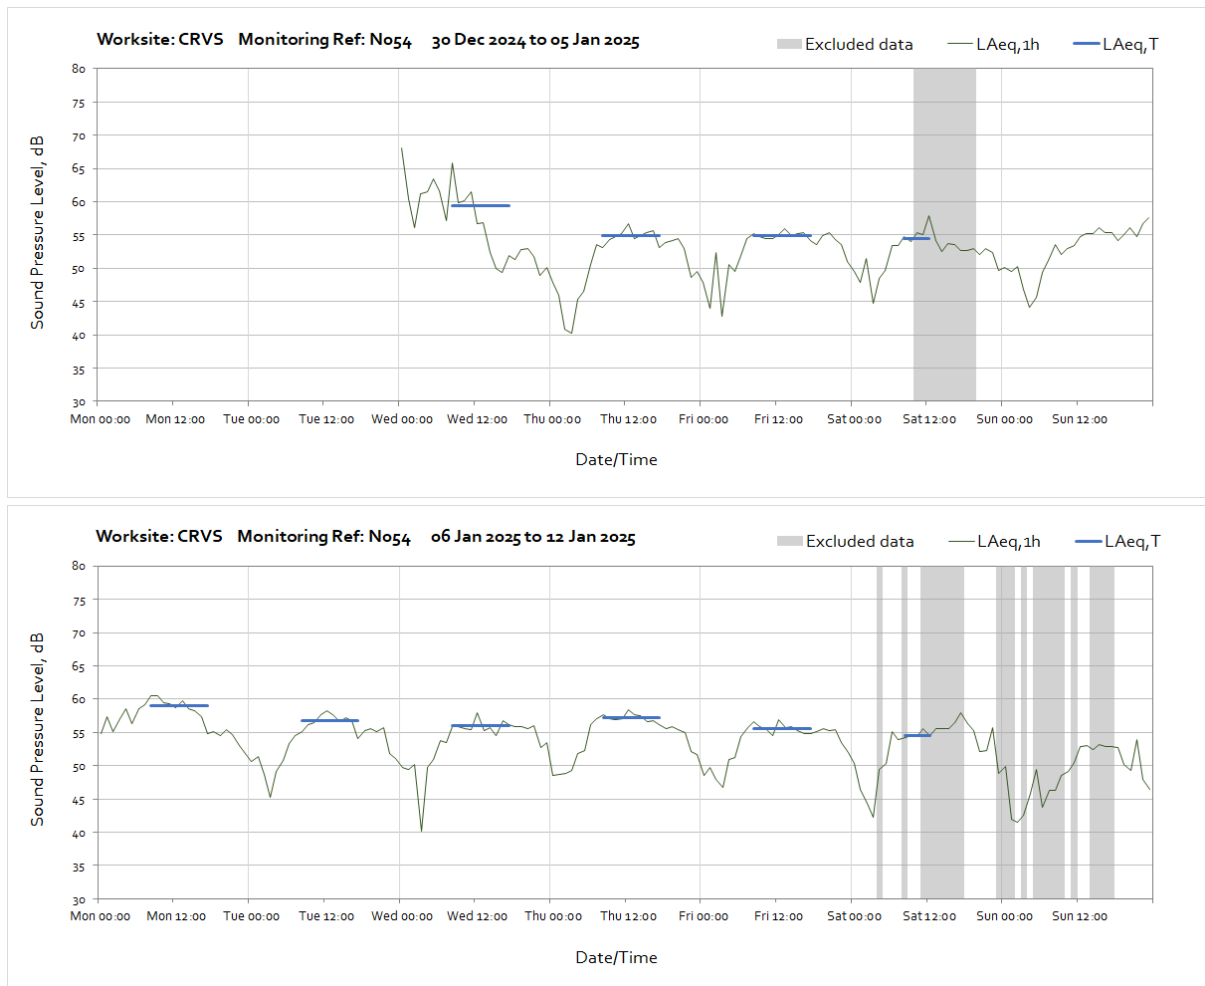 Worksite: CRVS Monitoring Ref: N054 30 Dec 2024 to 05 Jan 2025
Excluded data LAeq,1h LAeq,T
80
75
70
65
60
55
50
45
40
35
30
Sound Pressure Level, dB
Mon 00:00 Mon 12:00 Tue 00:00 Tue 12:00 Wed 00:00 Wed 12:00 Thu 00:00 Thu 12:00 Fri 00:00 Fri 12:00 Sat 00:00 Sat 12:00 Sun 00:00 Sun 12:00
Date/Time
Worksite: CRVS Monitoring Ref: N054 06 Jan 2025 to 12 Jan 2025
Excluded data LAeq,1h LAeq,T
80
75
70
65
60
55
50
45
40
35
30
Sound Pressure Level, dB
Mon 00:00 Mon 12:00 Tue 00:00 Tue 12:00 Wed 00:00 Wed 12:00 Thu 00:00 Thu 12:00 Fri 00:00 Fri 12:00 Sat 00:00 Sat 12:00 Sun 00:00 Sun 12:00
Date/Time